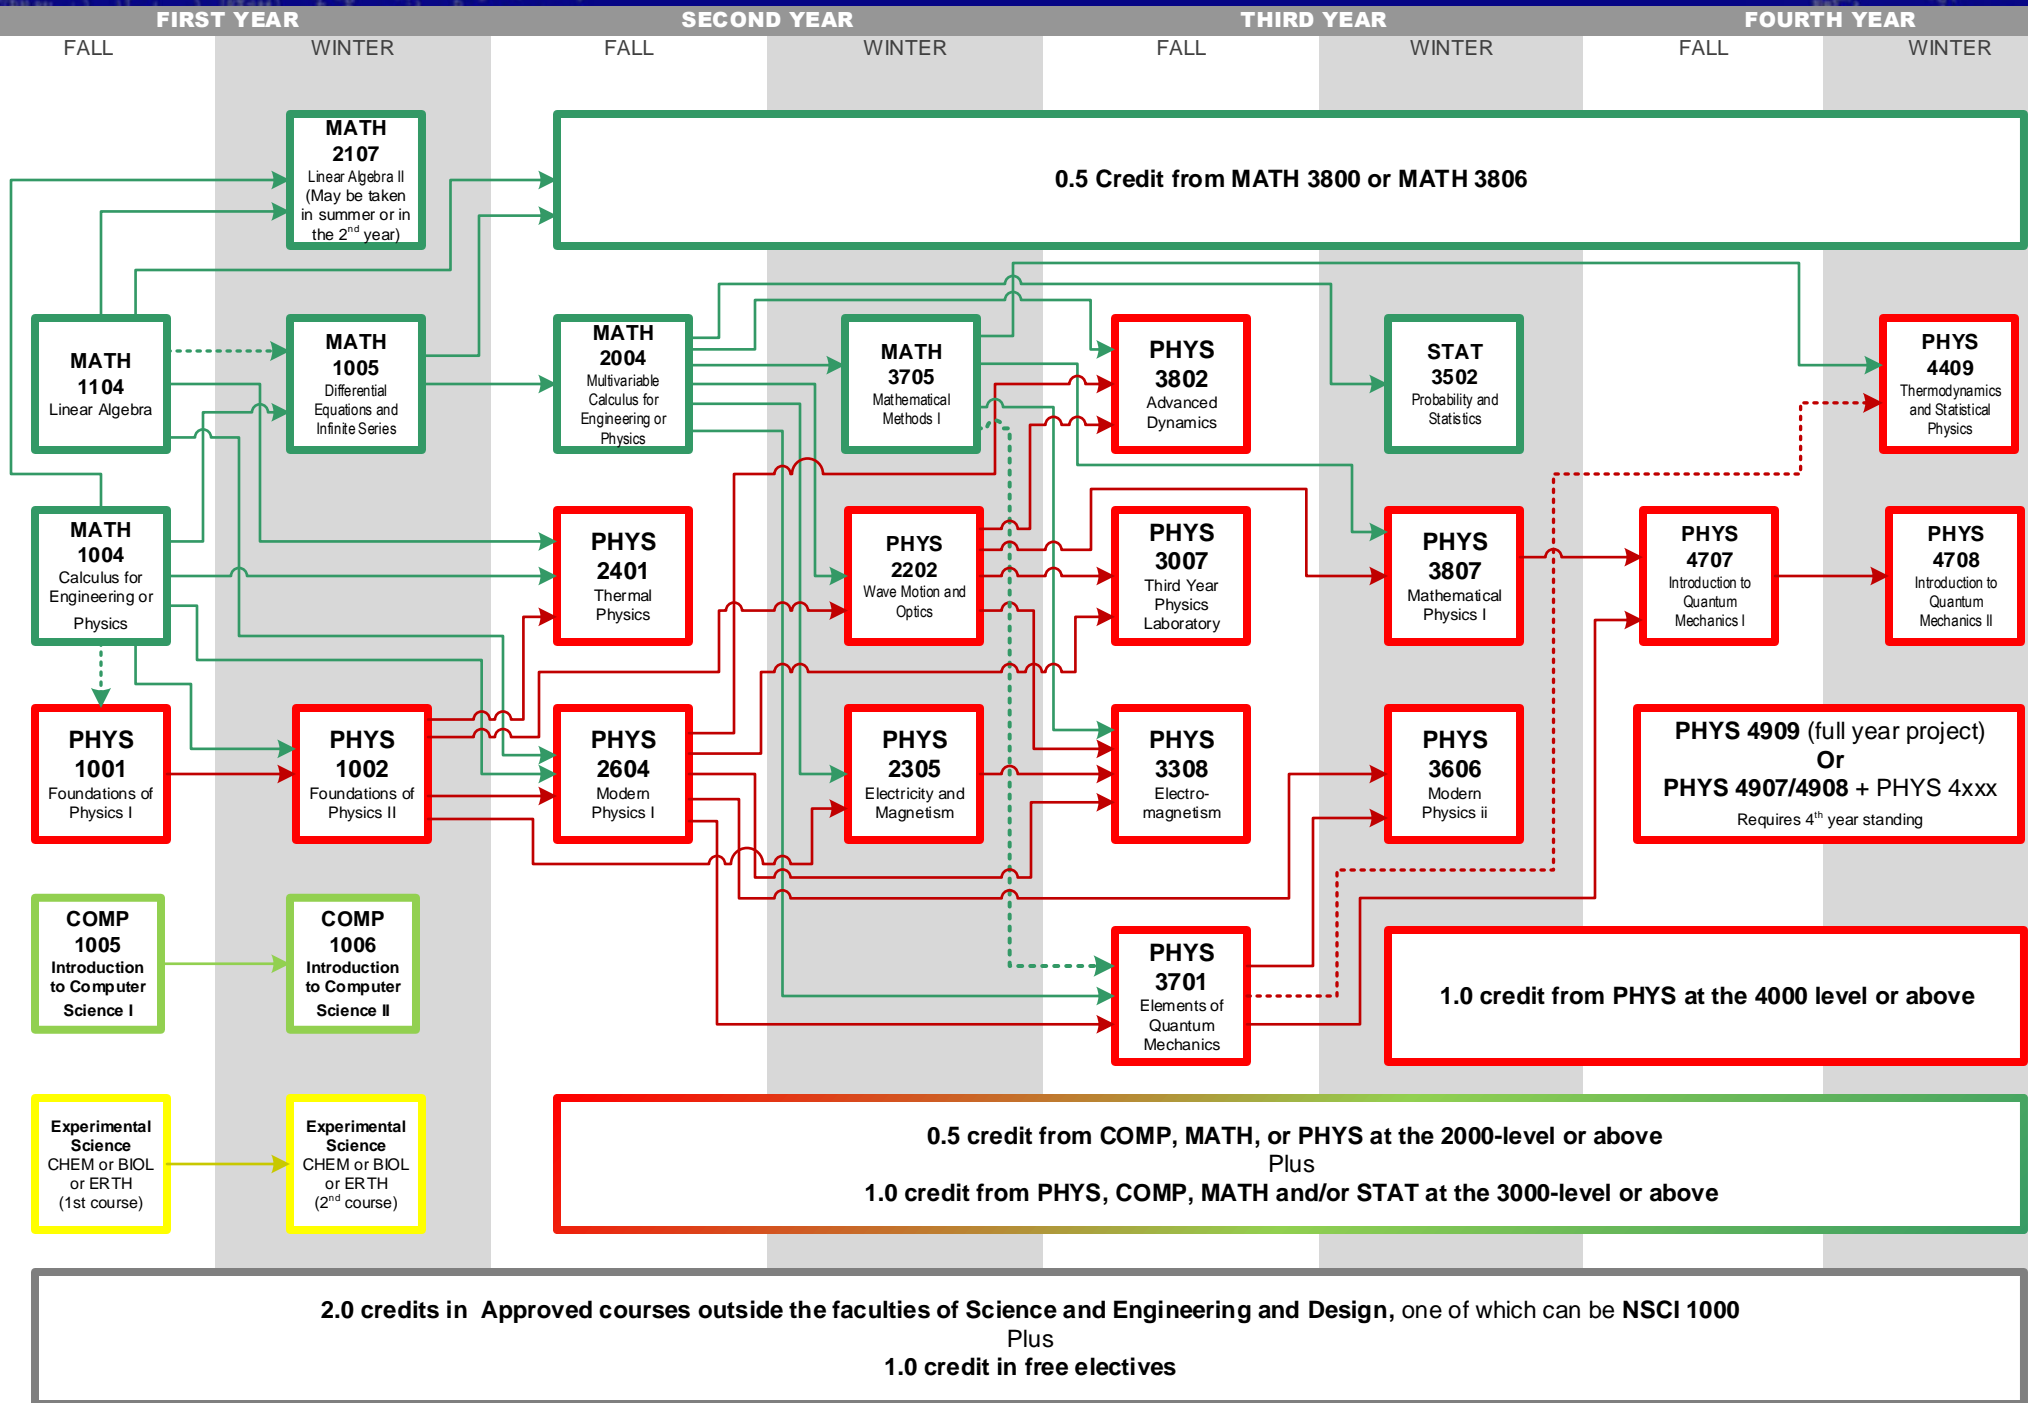 FIRST YEAR
SECOND YEAR
THIRD YEAR
FOURTH YEAR
FALL
WINTER
FALL
WINTER
FALL
WINTER
FALL
WINTER
MATH
2107
Linear Algebra II
(May be taken
in summer or in
the 2nd year)
0.5 Credit from MATH 3800 or MATH 3806
MATH
1104
Linear Algebra
MATH
1005
Differential
Equations and
Infinite Series
MATH
2004
Multivariable
Calculus for
Engineering or
Physics
MATH
3705
Mathematical
Methods I
PHYS
3802
Advanced
Dynamics
STAT
3502
Probability and
Statistics
PHYS
4409
Thermodynamics
and Statistical
Physics
MATH
1004
Calculus for
Engineering or
Physics
PHYS
2401
Thermal
Physics
PHYS
2202
Wave Motion and
Optics
PHYS
3007
Third Year
Physics
Laboratory
PHYS
3807
Mathematical
Physics I
PHYS
4707
Introduction to
Quantum
Mechanics I
PHYS
4708
Introduction to
Quantum
Mechanics II
PHYS
1001
Foundations of
Physics I
PHYS
1002
Foundations of
Physics II
PHYS
2604
Modern
Physics I
PHYS
2305
Electricity and
Magnetism
PHYS
3308
Electro-
magnetism
PHYS
3606
Modern
Physics ii
PHYS 4909 (full year project)
Or
PHYS 4907/4908 + PHYS 4xxx
Requires 4th year standing
COMP
1005
Introduction
to Computer
Science I
COMP
1006
Introduction
to Computer
Science II
PHYS
3701
Elements of
Quantum
Mechanics
1.0 credit from PHYS at the 4000 level or above
Experimental
Science
CHEM or BIOL
or ERTH
(1st course)
Experimental
Science
CHEM or BIOL
or ERTH
(2nd course)
0.5 credit from COMP, MATH, or PHYS at the 2000-level or above
Plus
1.0 credit from PHYS, COMP, MATH and/or STAT at the 3000-level or above
2.0 credits in Approved courses outside the faculties of Science and Engineering and Design, one of which can be NSCI 1000
Plus
1.0 credit in free electives